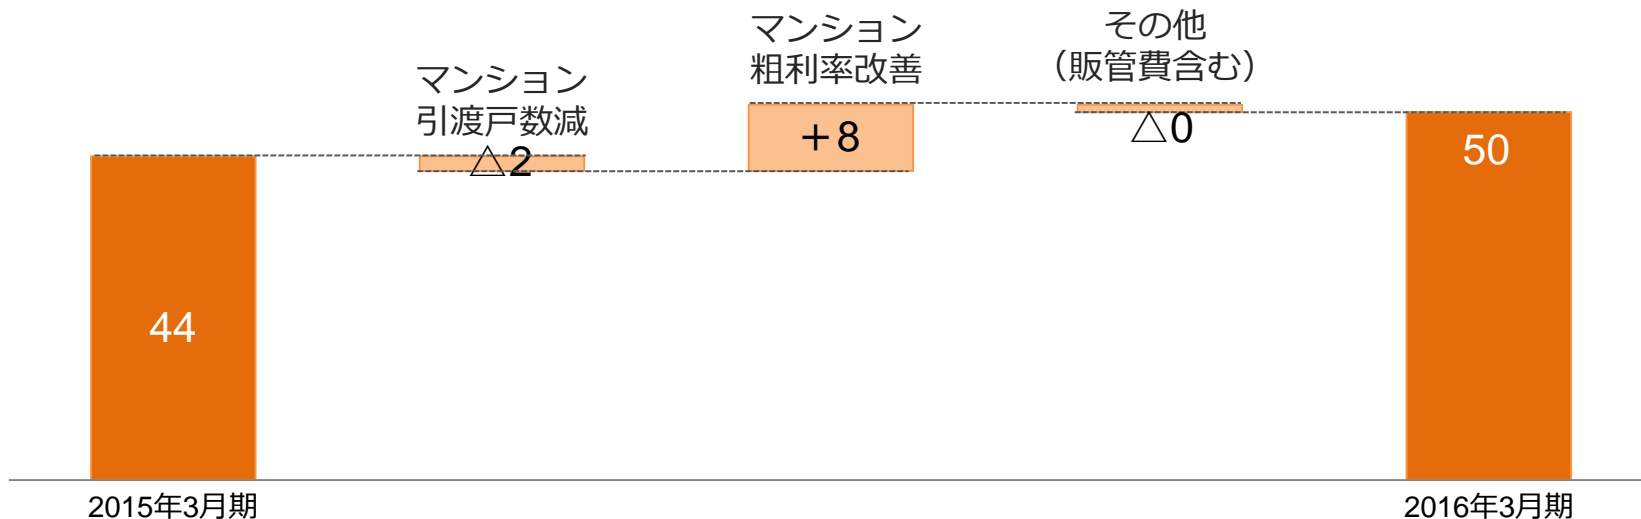 マンション
引渡戸数減
△2
マンション
粗利率改善
＋8
その他
（販管費含む）
△0
44
50
2015年3月期
2016年3月期